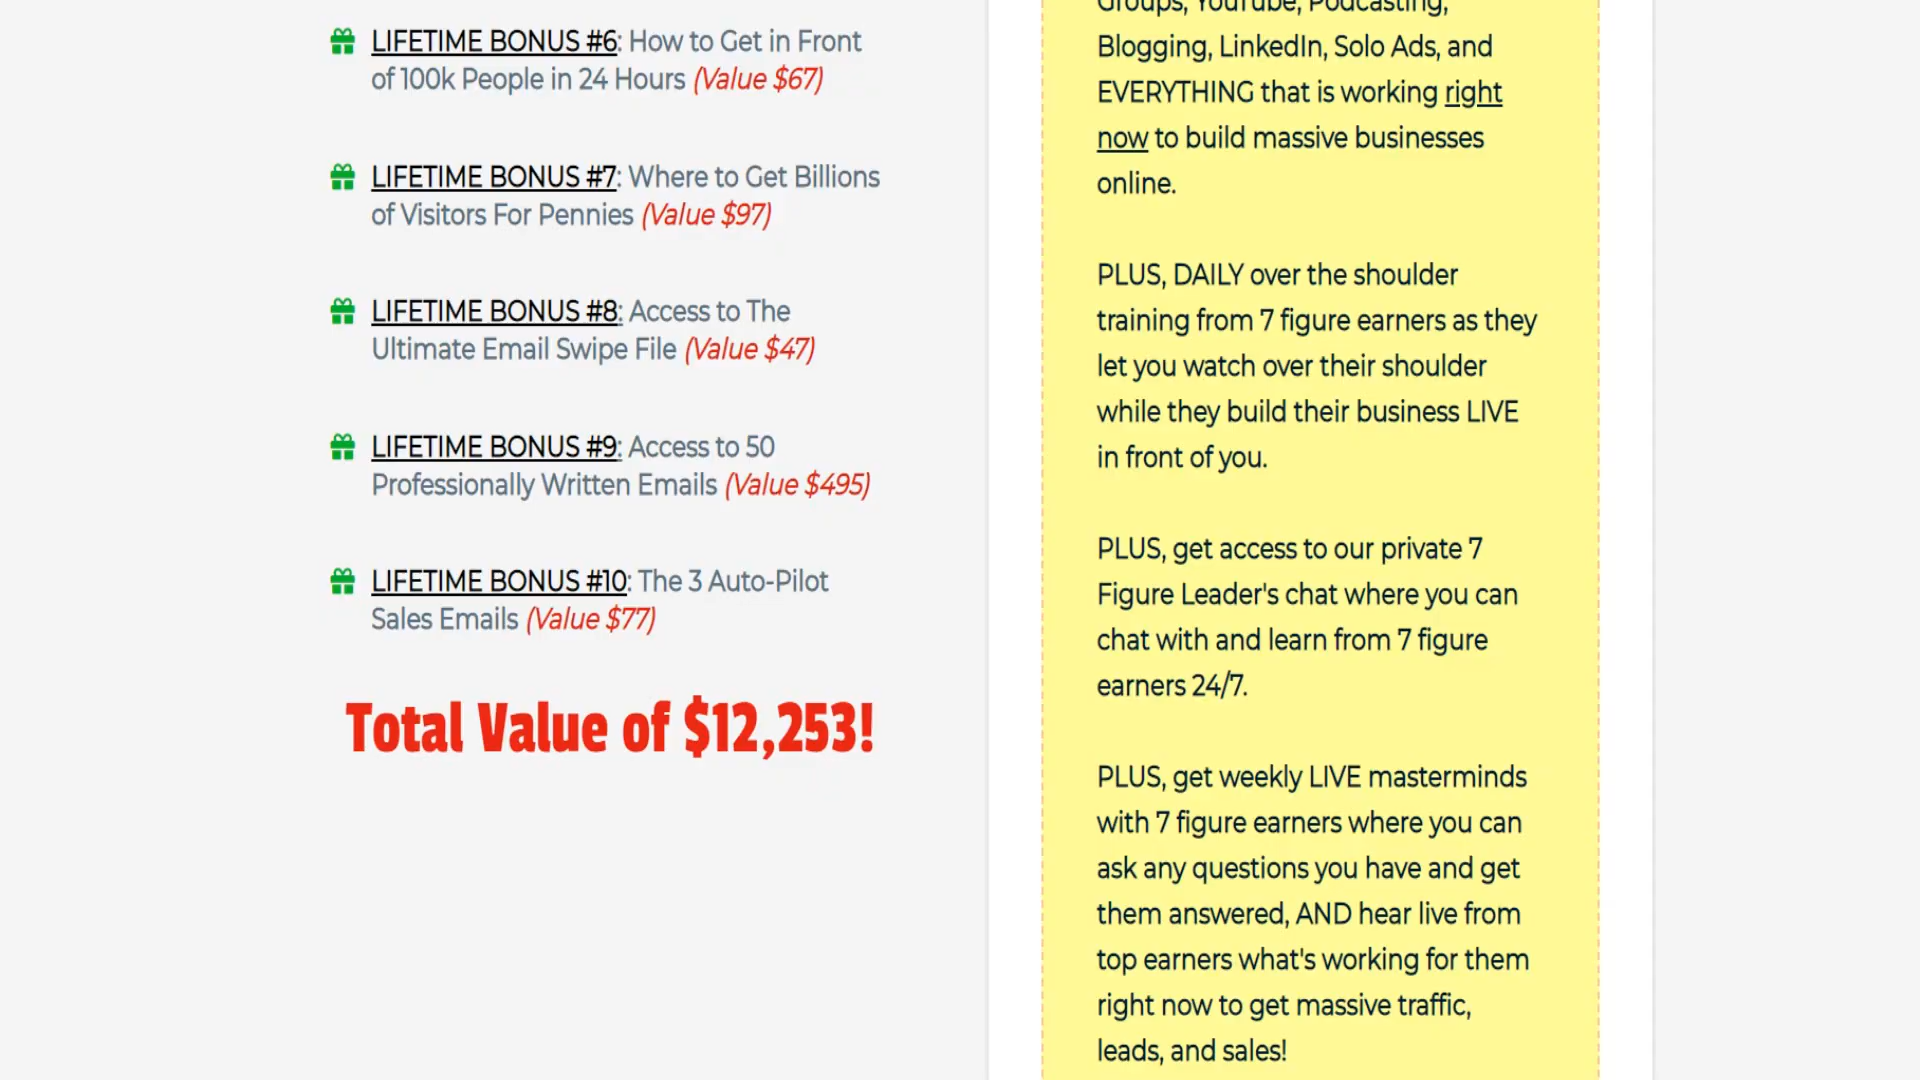 LIFETIME BONUS #6: How to Get in Front
of 100k People in 24 Hours (Value $67)
LIFETIME BONUS #7: Where to Get Billions
of Visitors For Pennies (Value $97)
LIFETIME BONUS #8: Access to The
Ultimate Email Swipe File (Value $47)
LIFETIME BONUS #9: Access to 50
Professionally Written Emails (Value $495)
LIFETIME BONUS #10: The 3 Auto-Pilot
Sales Emails (Value $77)
Total Value of $12,253!
Groups, YouTube, Podcasting,
Blogging, LinkedIn, Solo Ads, and
EVERYTHING that is working right
now to build massive businesses
online.
PLUS, DAILY over the shoulder
training from 7 figure earners as they
let you watch over their shoulder
while they build their business LIVE
in front of you.
PLUS, get access to our private 7
Figure Leader's chat where you can
chat with and learn from 7 figure
earners 24/7.
PLUS, get weekly LIVE masterminds
with 7 figure earners where you can
ask any questions you have and get
them answered, AND hear live from
top earners what's working for them
right now to get massive traffic,
leads, and sales!